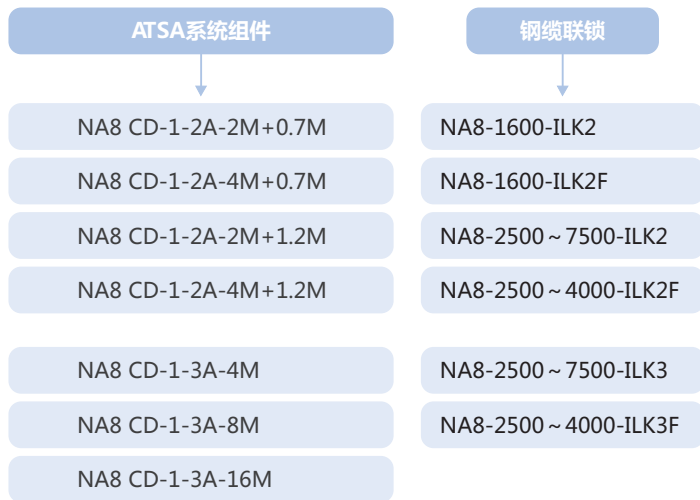 ATSA系统组件
NA8 CD-1-2A-2M+0.7M
NA8 CD-1-2A-4M+0.7M
NA8 CD-1-2A-2M+1.2M
NA8 CD-1-2A-4M+1.2M
NA8 CD-1-3A-4M
NA8 CD-1-3A-8M
NA8 CD-1-3A-16M
钢缆联锁
NA8-1600-ILK2
NA8-1600-ILK2F
NA8-2500～7500-ILK2
NA8-2500～4000-ILK2F
NA8-2500～7500-ILK3
NA8-2500～4000-ILK3F